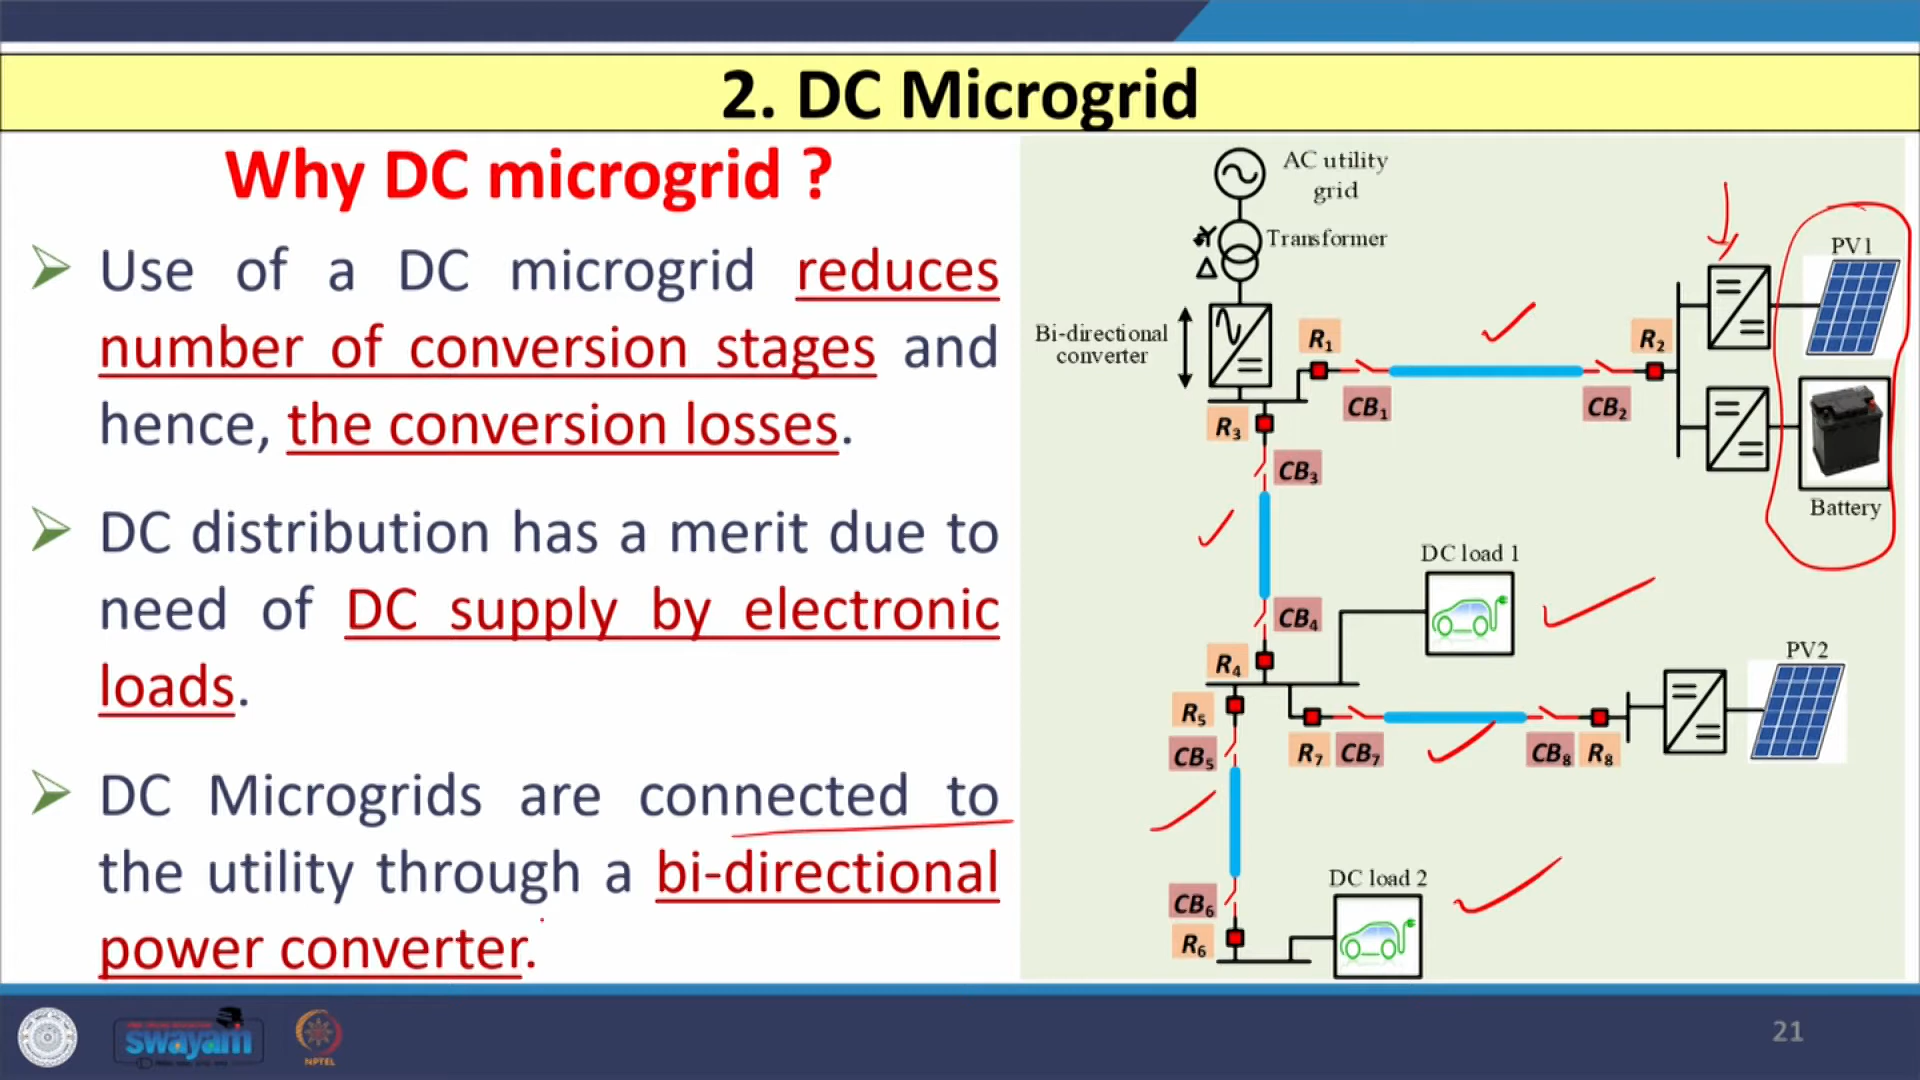 2. DC Microgrid
Why DC microgrid ?
Use of a DC microgrid reduces
number of conversion stages and
hence, the conversion losses.
DC distribution has a merit due to
need of DC supply by electronic
loads.
DC Microgrids are connected to
the utility through a bi-directional
power converter.
AC utility
grid
Transformer
Bi-directional
converter
R1
R2
CB1
CB2
PV1
Battery
R3
CB3
CB4
R4
DC load 1
PV2
R5
CB5
R7 CB7
CB8 R8
CB6
R6
DC load 2
swayam
NPTEL
21